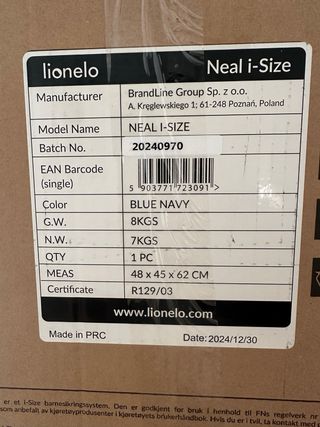 lionelo Neal i-Size
Manufacturer BrandLine Group Sp. z o.o.
A. Kręglewskiego 1; 61-248 Poznań, Poland
Model Name NEAL I-SIZE
Batch No. 20240970
EAN Barcode
(single)
5 903771 723091 >
Color BLUE NAVY
G.W. 8KGS
N.W. 7KGS
QTY 1 PC
MEAS 48 x 45 x 62 CM
Certificate R129/03
www.lionelo.com
Made in PRC Date: 2024/12/30
er et i-Size barnesikringssystem. Den er godkjent for bruk i henhold til FNs regelverk nr
som anbefalt av kjøretøyprodusenter i kjøretøyets brukerhåndbok. Hvis du er i tvil, ta kontakt med